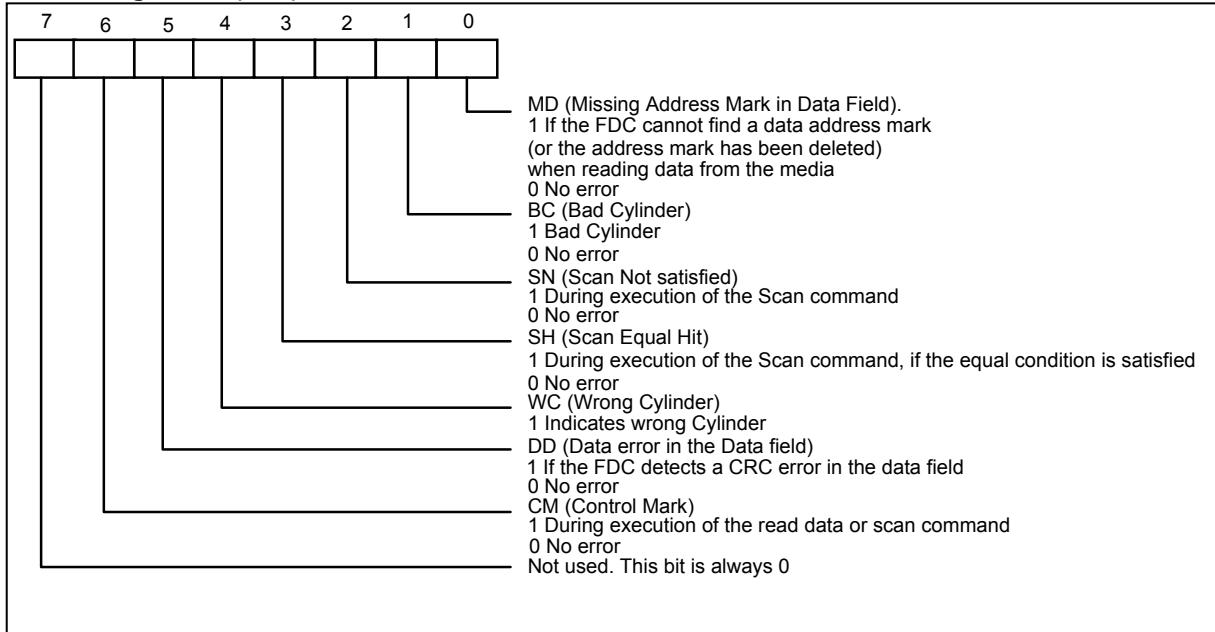 7 6 5 4 3 2 1 0
MD (Missing Address Mark in Data Field).
1 If the FDC cannot find a data address mark
(or the address mark has been deleted)
when reading data from the media
0 No error
BC (Bad Cylinder)
1 Bad Cylinder
0 No error
SN (Scan Not satisfied)
1 During execution of the Scan command
0 No error
SH (Scan Equal Hit)
1 During execution of the Scan command, if the equal condition is satisfied
0 No error
WC (Wrong Cylinder)
1 Indicates wrong Cylinder
DD (Data error in the Data field)
1 If the FDC detects a CRC error in the data field
0 No error
CM (Control Mark)
1 During execution of the read data or scan command
0 No error
Not used. This bit is always 0